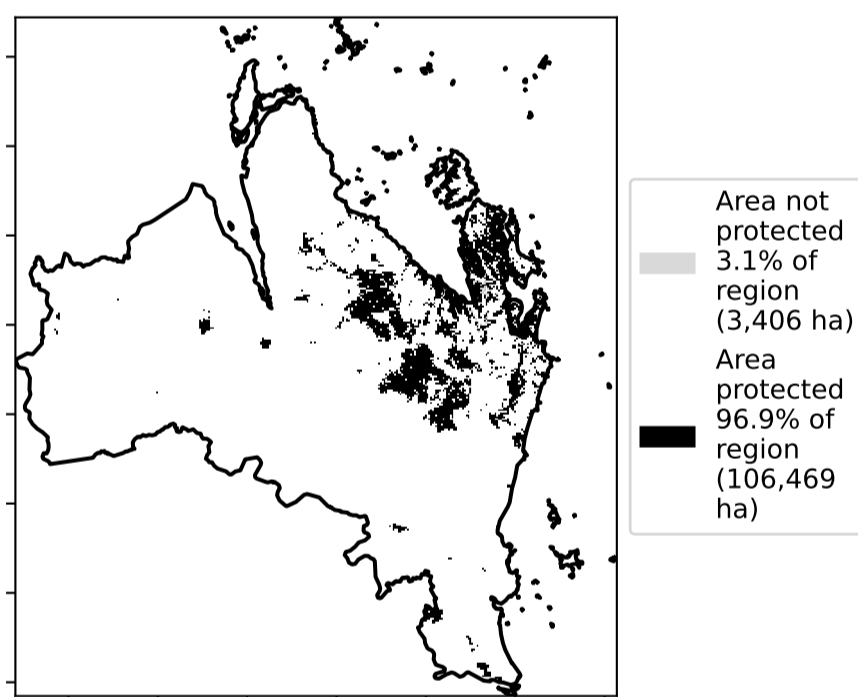 Area not
protected
3.1% of
region
(3,406 ha)
Area
protected
96.9% of
region
(106,469
ha)